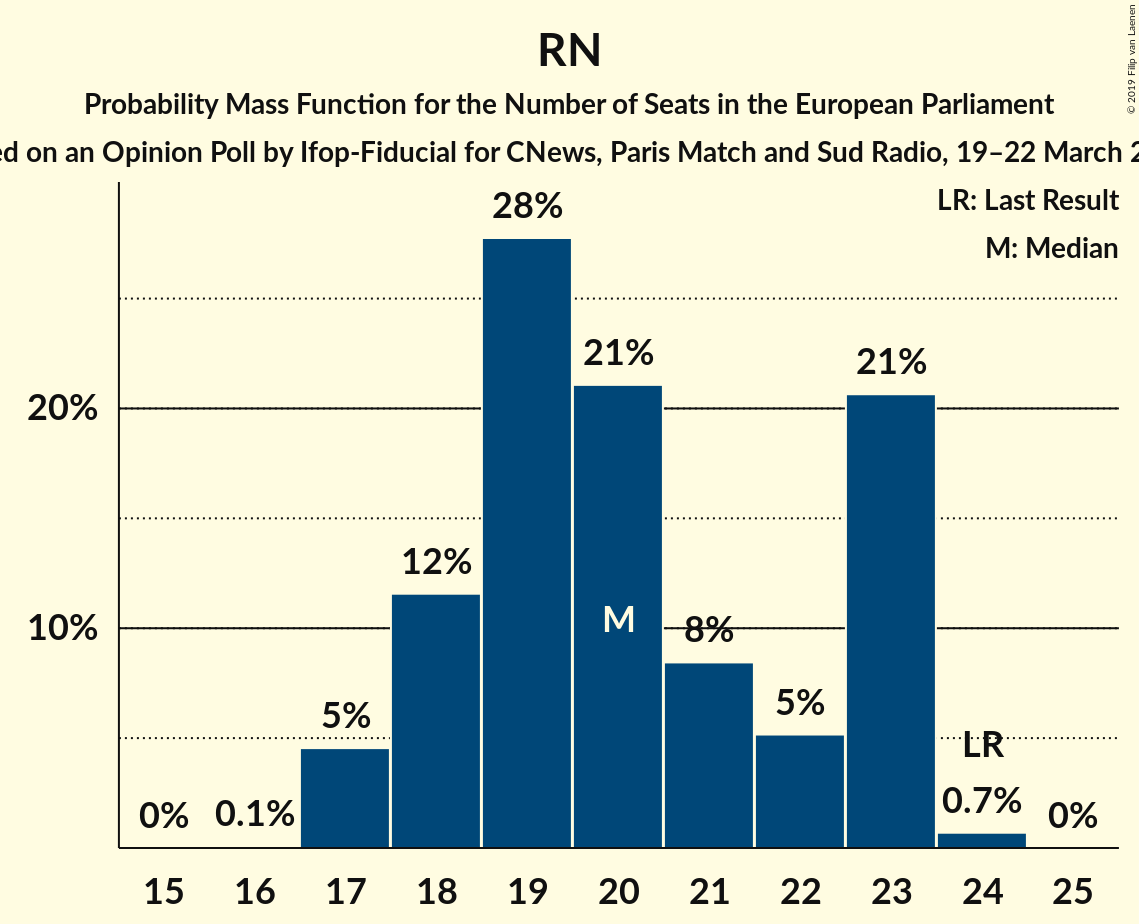 RN
Probability Mass Function for the Number of Seats in the European Parliament
on an Opinion Poll by Ifop-Fiducial for CNews, Paris Match and Sud Radio, 19–22 March
© 2019 Filip van Laenen
LR: Last Result
M: Median
28%
21%
21%
20%
12%
10%
M
8%
5%
5%
LR
0%
0.1%
0.7%
0%
15 16 17 18 19 20 21 22 23 24 25